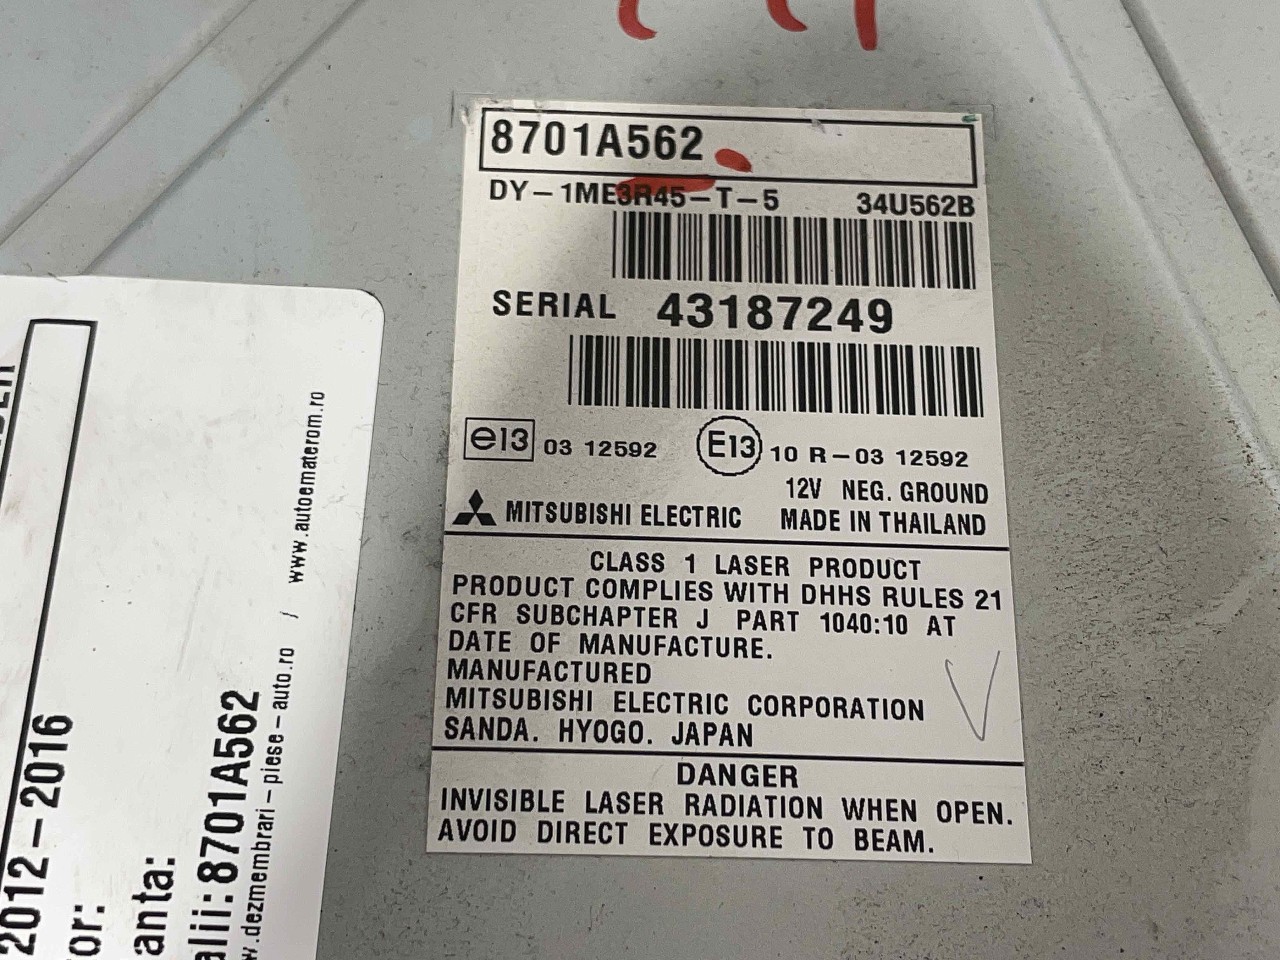 8701A562
DY-1ME3R45-T-5 34U562B
SERIAL 43187249
e13 03 12592 E13 10 R-03 12592
12V NEG. GROUND
MITSUBISHI ELECTRIC MADE IN THAILAND
CLASS 1 LASER PRODUCT
PRODUCT COMPLIES WITH DHHS RULES 21
CFR SUBCHAPTER J PART 1040:10 AT
DATE OF MANUFACTURE.
MANUFACTURED
MITSUBISHI ELECTRIC CORPORATION
SANDA. HYOGO. JAPAN
DANGER
INVISIBLE LASER RADIATION WHEN OPEN.
AVOID DIRECT EXPOSURE TO BEAM.
2012-2016
or:
anta:
alii: 8701A562
w.dezmembrari-piese-auto.ro / www.autoematerom.ro